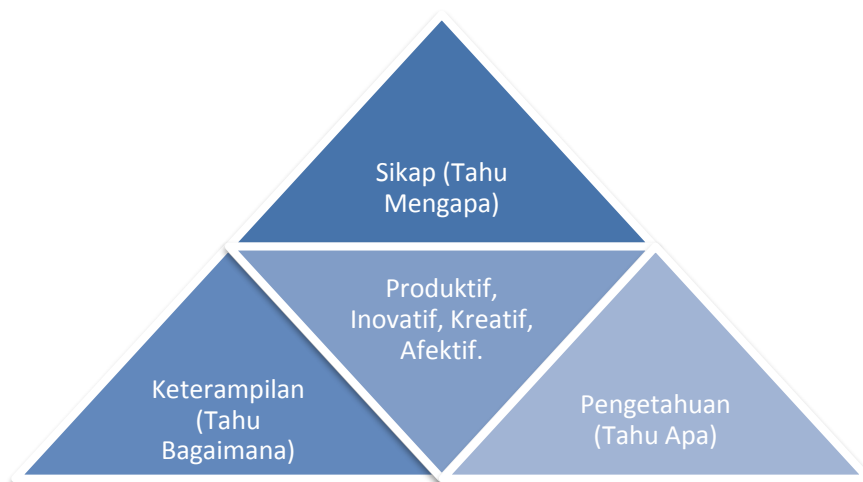 Sikap (Tahu
Mengapa)
Produktif,
Inovatif, Kreatif,
Afektif.
Keterampilan
(Tahu
Bagaimana)
Pengetahuan
(Tahu Apa)